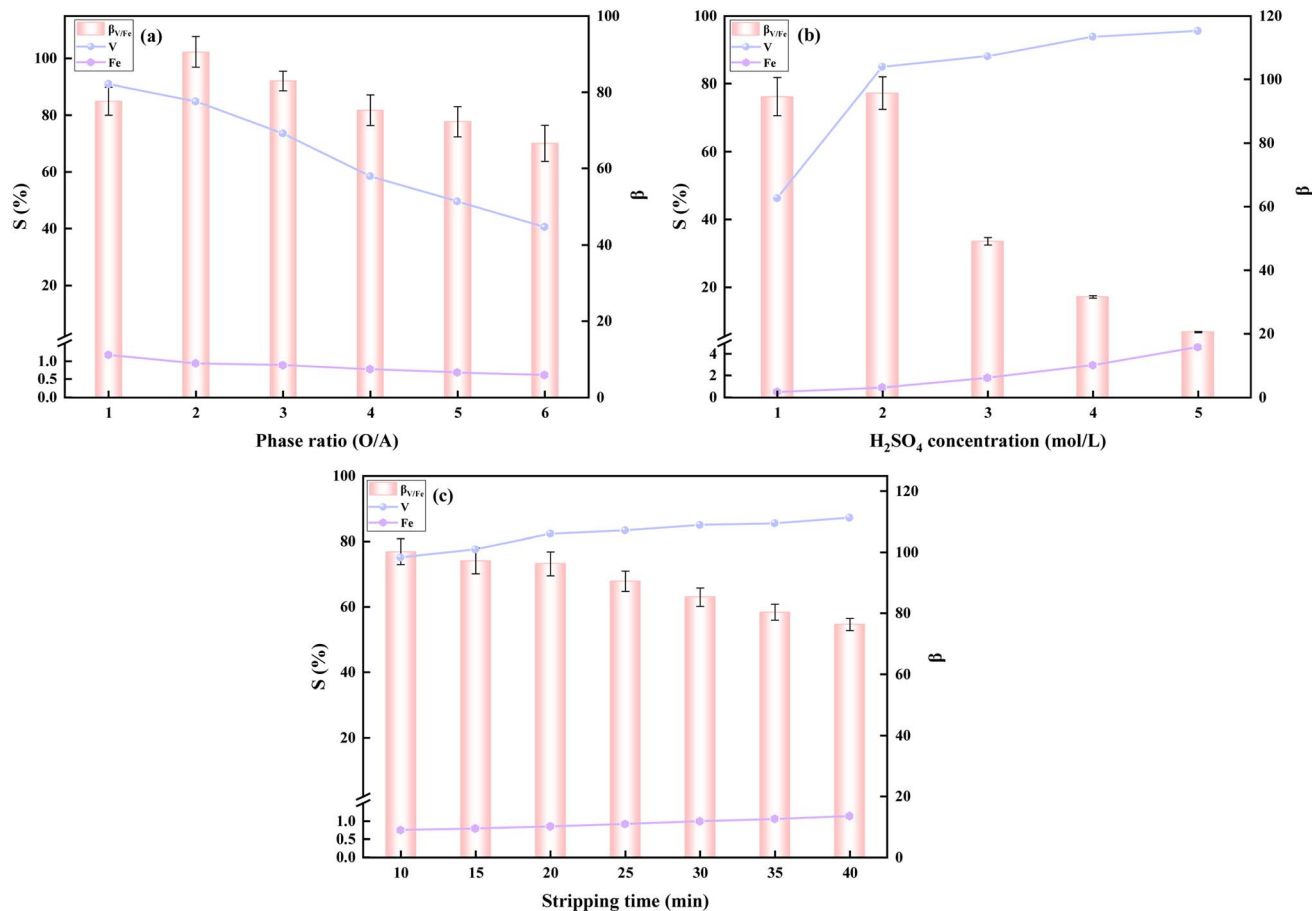 β_V/Fe
V
Fe
(a)
S (%)
100
80
60
40
20
1.0
0.5
0.0
β
100
80
60
40
20
0
1 2 3 4 5 6
Phase ratio (O/A)
β_V/Fe
V
Fe
(b)
S (%)
100
80
60
40
20
4
2
0
β
120
100
80
60
40
20
0
1 2 3 4 5
H₂SO₄ concentration (mol/L)
β_V/Fe
V
Fe
(c)
S (%)
100
80
60
40
20
1.0
0.5
0.0
β
120
100
80
60
40
20
0
10 15 20 25 30 35 40
Stripping time (min)